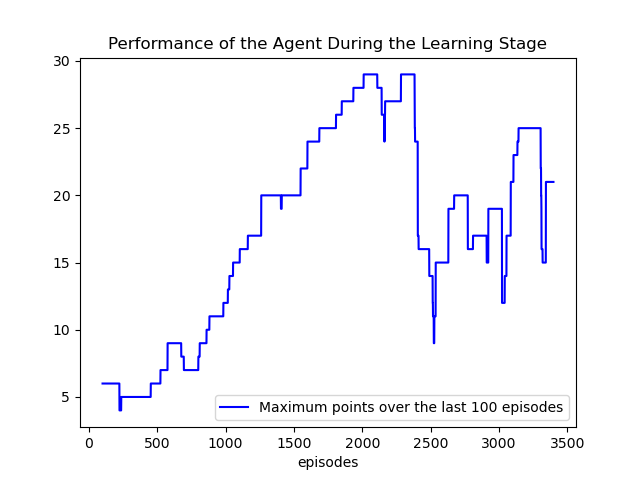 Performance of the Agent During the Learning Stage
30
25
20
15
10
5
Maximum points over the last 100 episodes
0 500 1000 1500 2000 2500 3000 3500
episodes